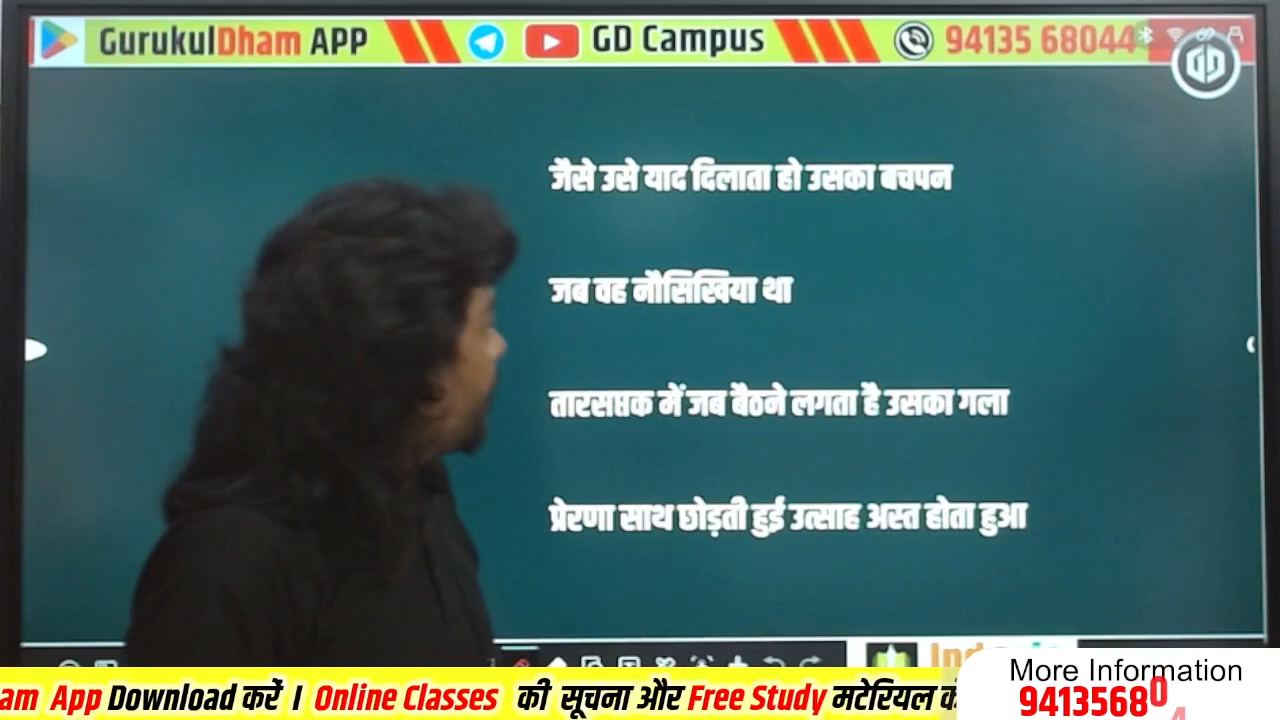 GurukulDham APP GD Campus 94135 68044
जैसे उसे याद दिलाता हो उसका बचपन
जब वह नौसिखिया था
तारसप्तक में जब बैठने लगता है उसका गला
प्रेरणा साथ छोड़ती हुई उत्साह अस्त होता हुआ
am App Download करें । Online Classes की सूचना और Free Study मटेरियल
More Information
9413568